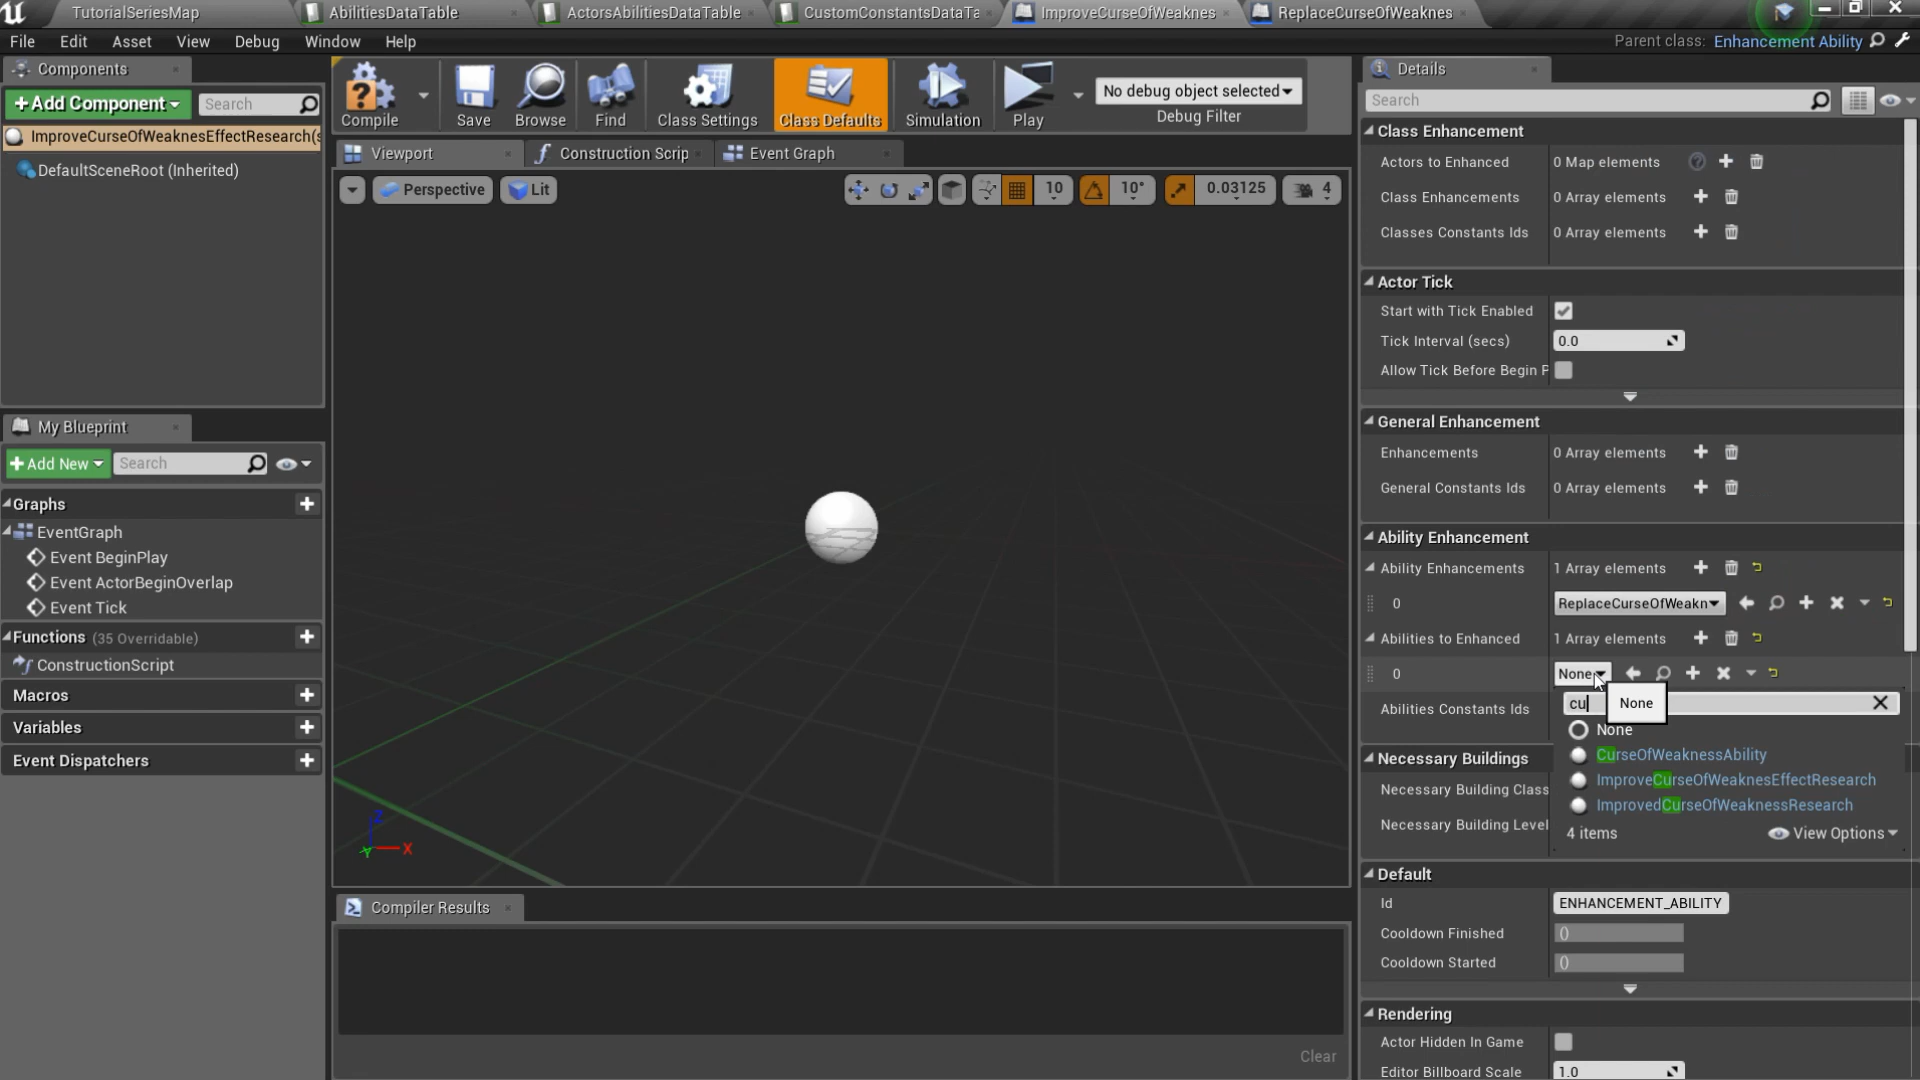 TutorialSeriesMap
AbilitiesDataTable
ActorsAbilitiesDataTable
CustomConstantsDataTa
ImproveCurseOfWeaknes
ReplaceCurseOfWeaknes
File Edit Asset View Debug Window Help
Parent class: Enhancement Ability
Components
+Add Component
Search
ImproveCurseOfWeaknesEffectResearch(s
DefaultSceneRoot (Inherited)
My Blueprint
+Add New
Search
Graphs
EventGraph
Event BeginPlay
Event ActorBeginOverlap
Event Tick
Functions (35 Overridable)
ConstructionScript
Macros
Variables
Event Dispatchers
Compile
Save
Browse
Find
Class Settings
Class Defaults
Simulation
Play
No debug object selected
Debug Filter
Viewport
Construction Scrip
Event Graph
Perspective
Lit
10
10°
0.03125
4
Z
Y
X
Compiler Results
Clear
Details
Search
Class Enhancement
Actors to Enhanced 0 Map elements
Class Enhancements 0 Array elements
Classes Constants Ids 0 Array elements
Actor Tick
Start with Tick Enabled
Tick Interval (secs) 0.0
Allow Tick Before Begin P
General Enhancement
Enhancements 0 Array elements
General Constants Ids 0 Array elements
Ability Enhancement
Ability Enhancements 1 Array elements
0 ReplaceCurseOfWeakn
Abilities to Enhanced 1 Array elements
0 None
cu
None
Abilities Constants Ids
None
CurseOfWeaknessAbility
ImproveCurseOfWeaknesEffectResearch
ImprovedCurseOfWeaknessResearch
4 items
View Options
Necessary Buildings
Necessary Building Class
Necessary Building Level
Default
Id ENHANCEMENT_ABILITY
Cooldown Finished ()
Cooldown Started ()
Rendering
Actor Hidden In Game
Editor Billboard Scale 1.0